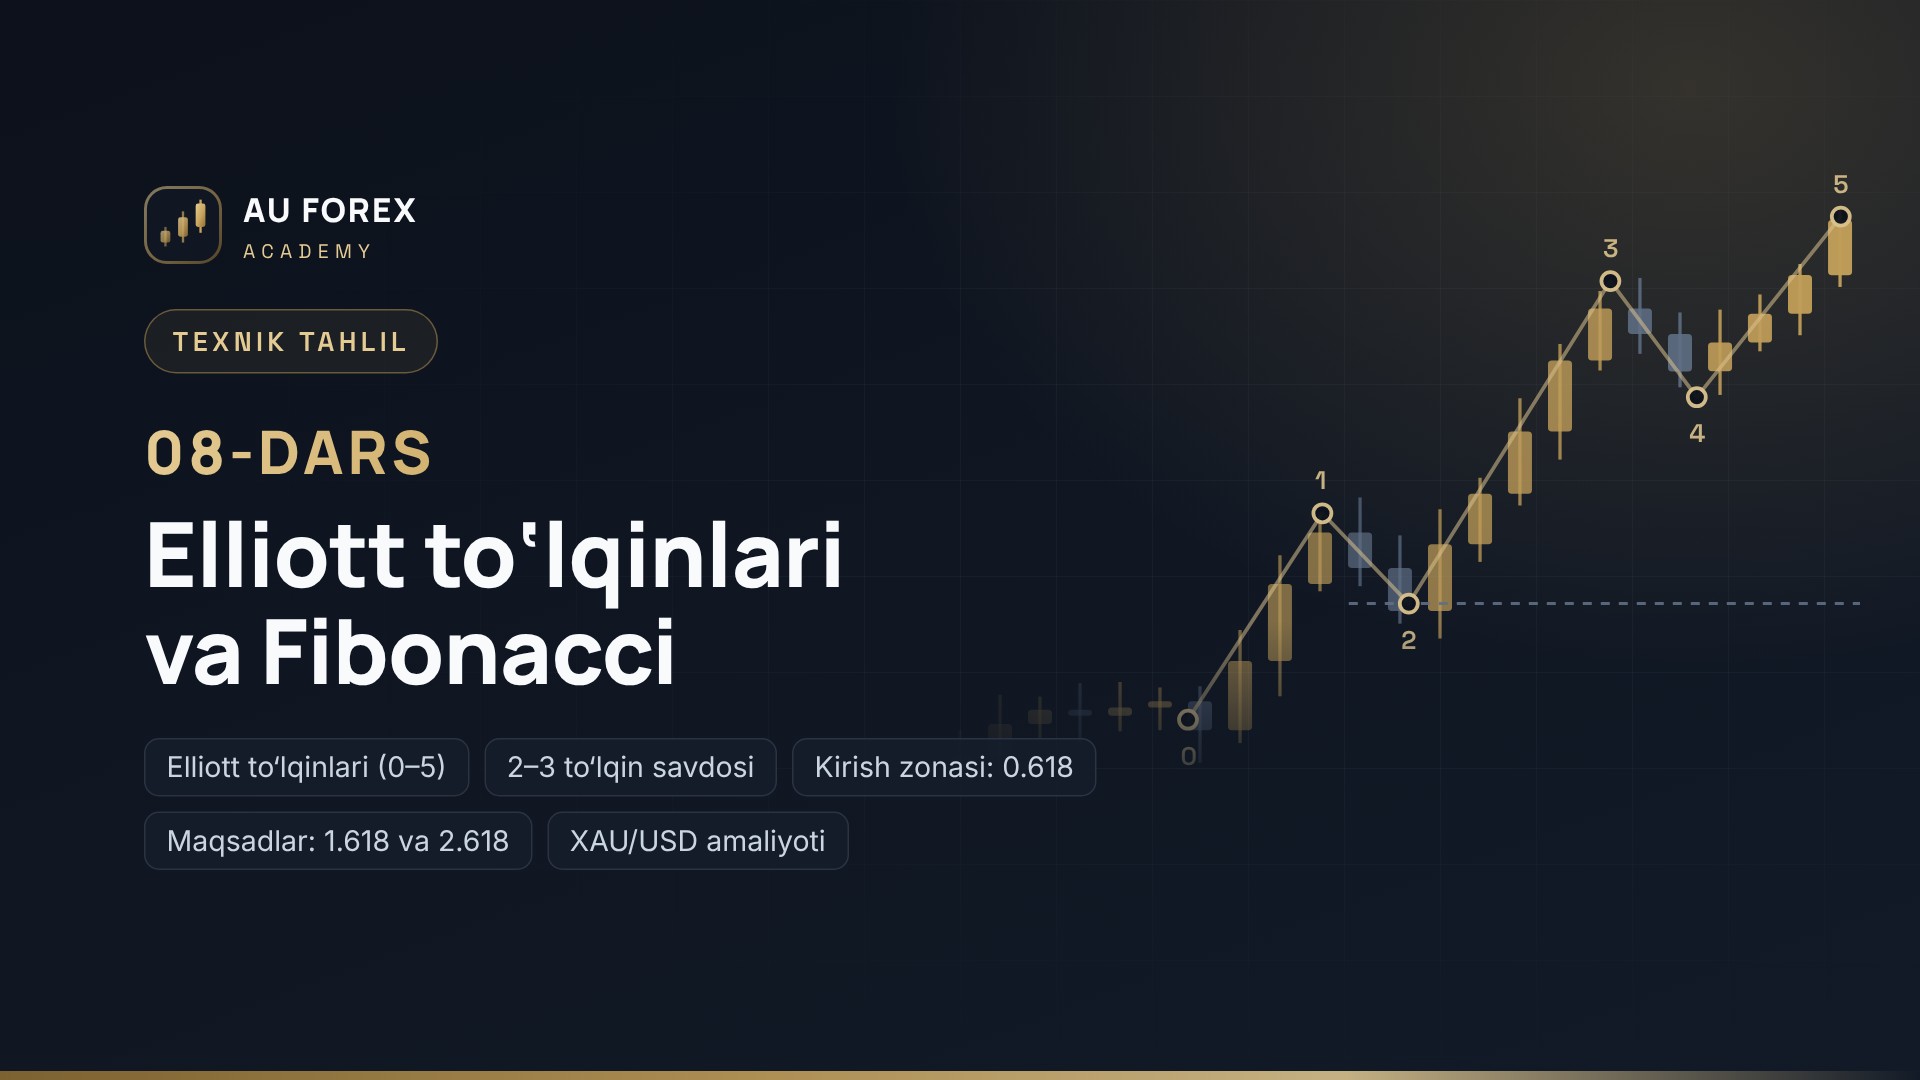 AU FOREX
ACADEMY
TEXNIK TAHLIL
08-DARS
Elliott toʻlqinlari
va Fibonacci
Elliott toʻlqinlari (0–5)
2–3 toʻlqin savdosi
Kirish zonasi: 0.618
Maqsadlar: 1.618 va 2.618
XAU/USD amaliyoti
0
1
2
3
4
5